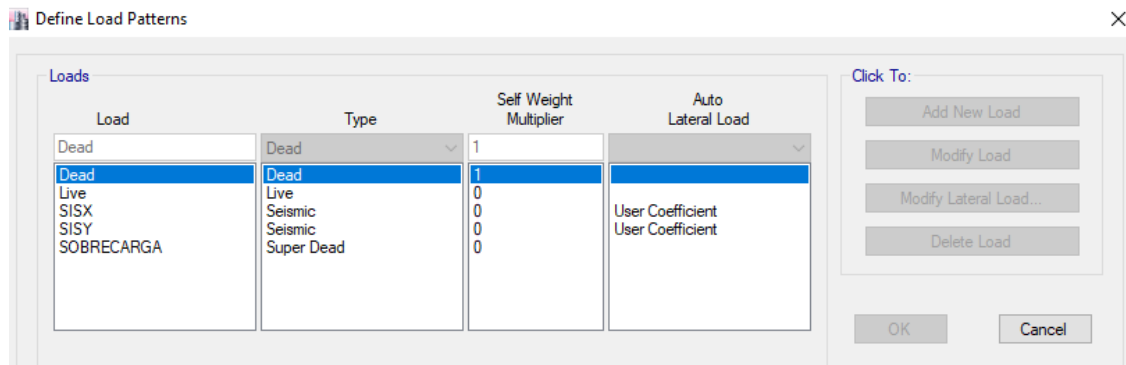 Define Load Patterns
Loads
Click To:
Load Type Self Weight Multiplier Auto Lateral Load
Dead Dead 1
Dead Dead 1
Live Live 0
SISX Seismic 0 User Coefficient
SISY Seismic 0 User Coefficient
SOBRECARGA Super Dead 0
Add New Load
Modify Load
Modify Lateral Load...
Delete Load
OK Cancel